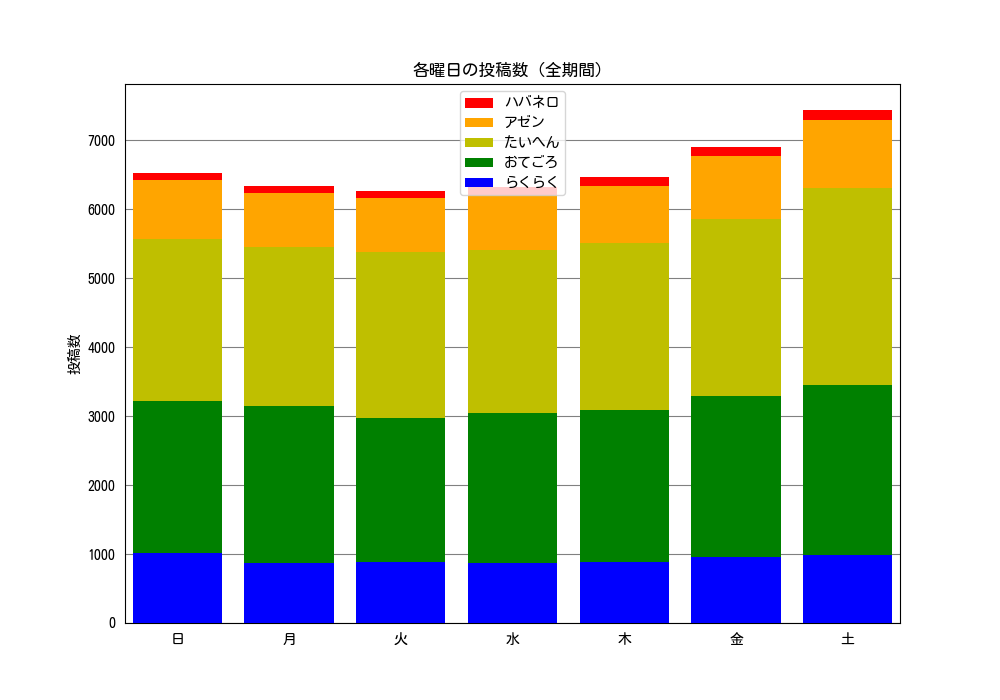 各曜日の投稿数（全期間）
ハバネロ
アゼン
たいへん
おてごろ
らくらく
投稿数
7000
6000
5000
4000
3000
2000
1000
0
日 月 火 水 木 金 土